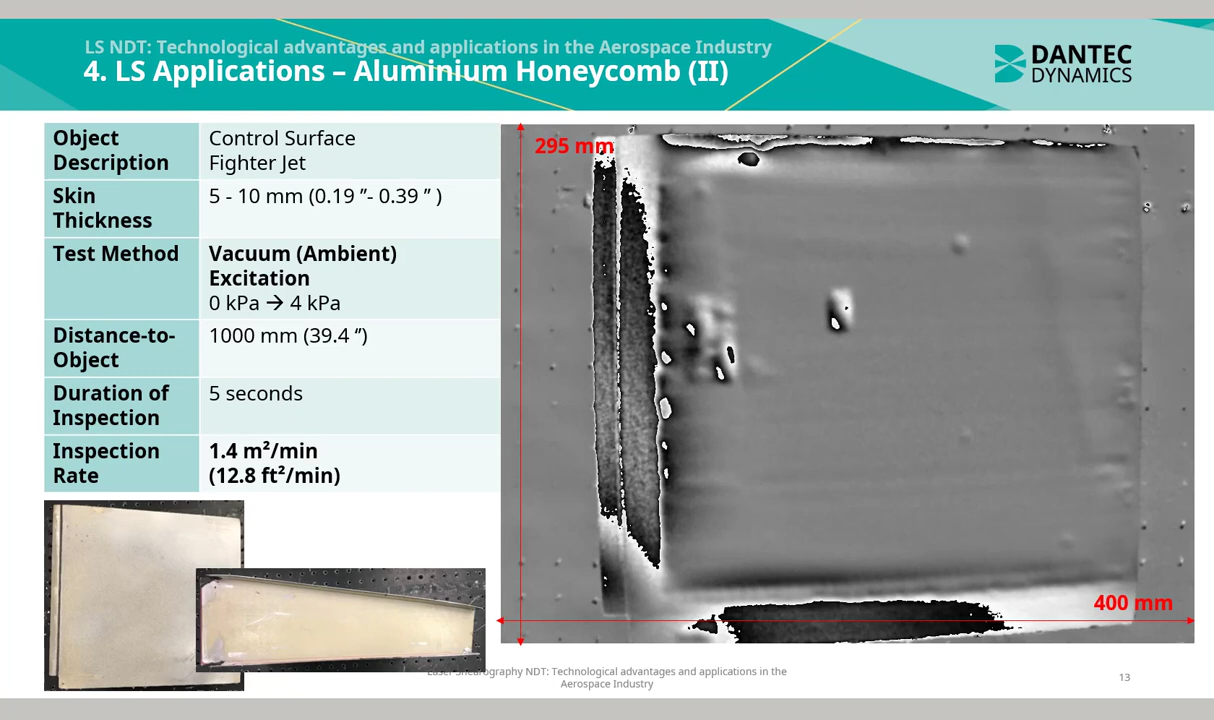 LS NDT: Technological advantages and applications in the Aerospace Industry
4. LS Applications – Aluminium Honeycomb (II)
DANTEC
DYNAMICS
Object
Description
Control Surface
Fighter Jet
Skin
Thickness
5 - 10 mm (0.19 ”- 0.39 ” )
Test Method
Vacuum (Ambient)
Excitation
0 kPa → 4 kPa
Distance-to-
Object
1000 mm (39.4 ”)
Duration of
Inspection
5 seconds
Inspection
Rate
1.4 m²/min
(12.8 ft²/min)
295 mm
400 mm
Laser Shearography NDT: Technological advantages and applications in the
Aerospace Industry
13